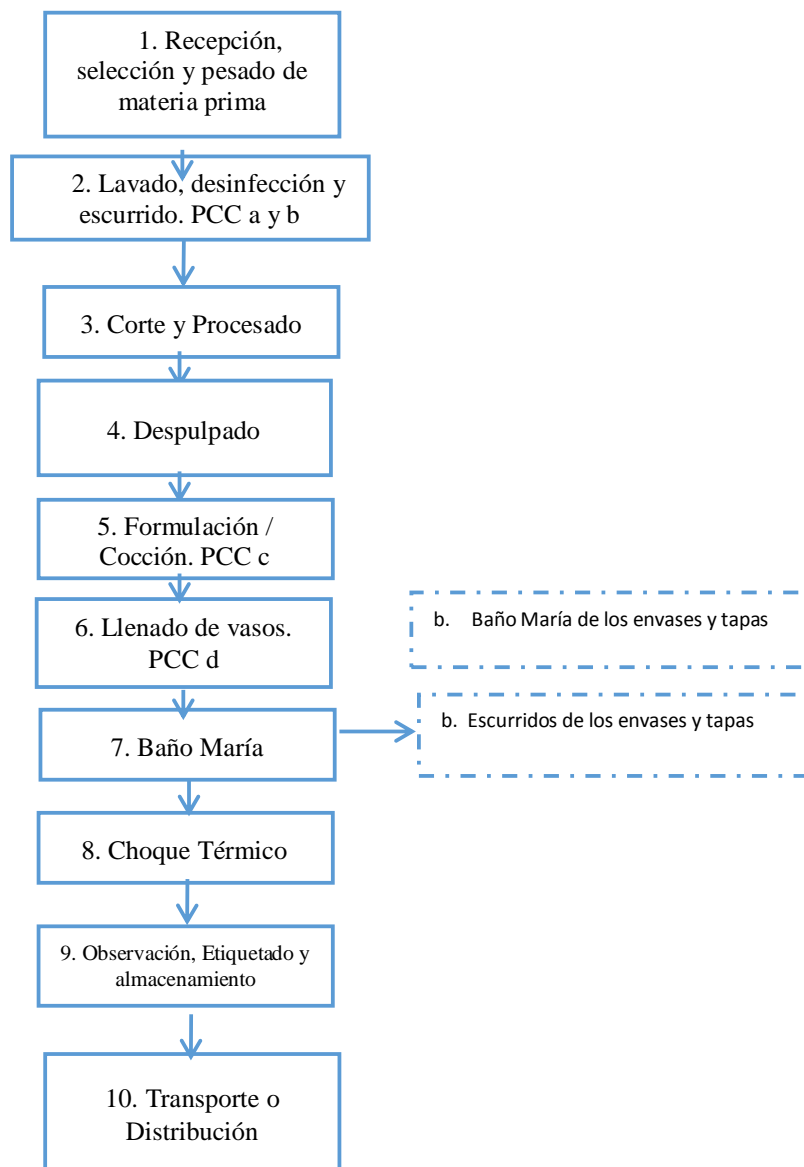 1. Recepción,
selección y pesado de
materia prima
2. Lavado, desinfección y
escurrido. PCC a y b
3. Corte y Procesado
4. Despulpado
5. Formulación /
Cocción. PCC c
6. Llenado de vasos.
PCC d
b. Baño María de los envases y tapas
b. Escurridos de los envases y tapas
7. Baño María
8. Choque Térmico
9. Observación, Etiquetado y
almacenamiento
10. Transporte o
Distribución